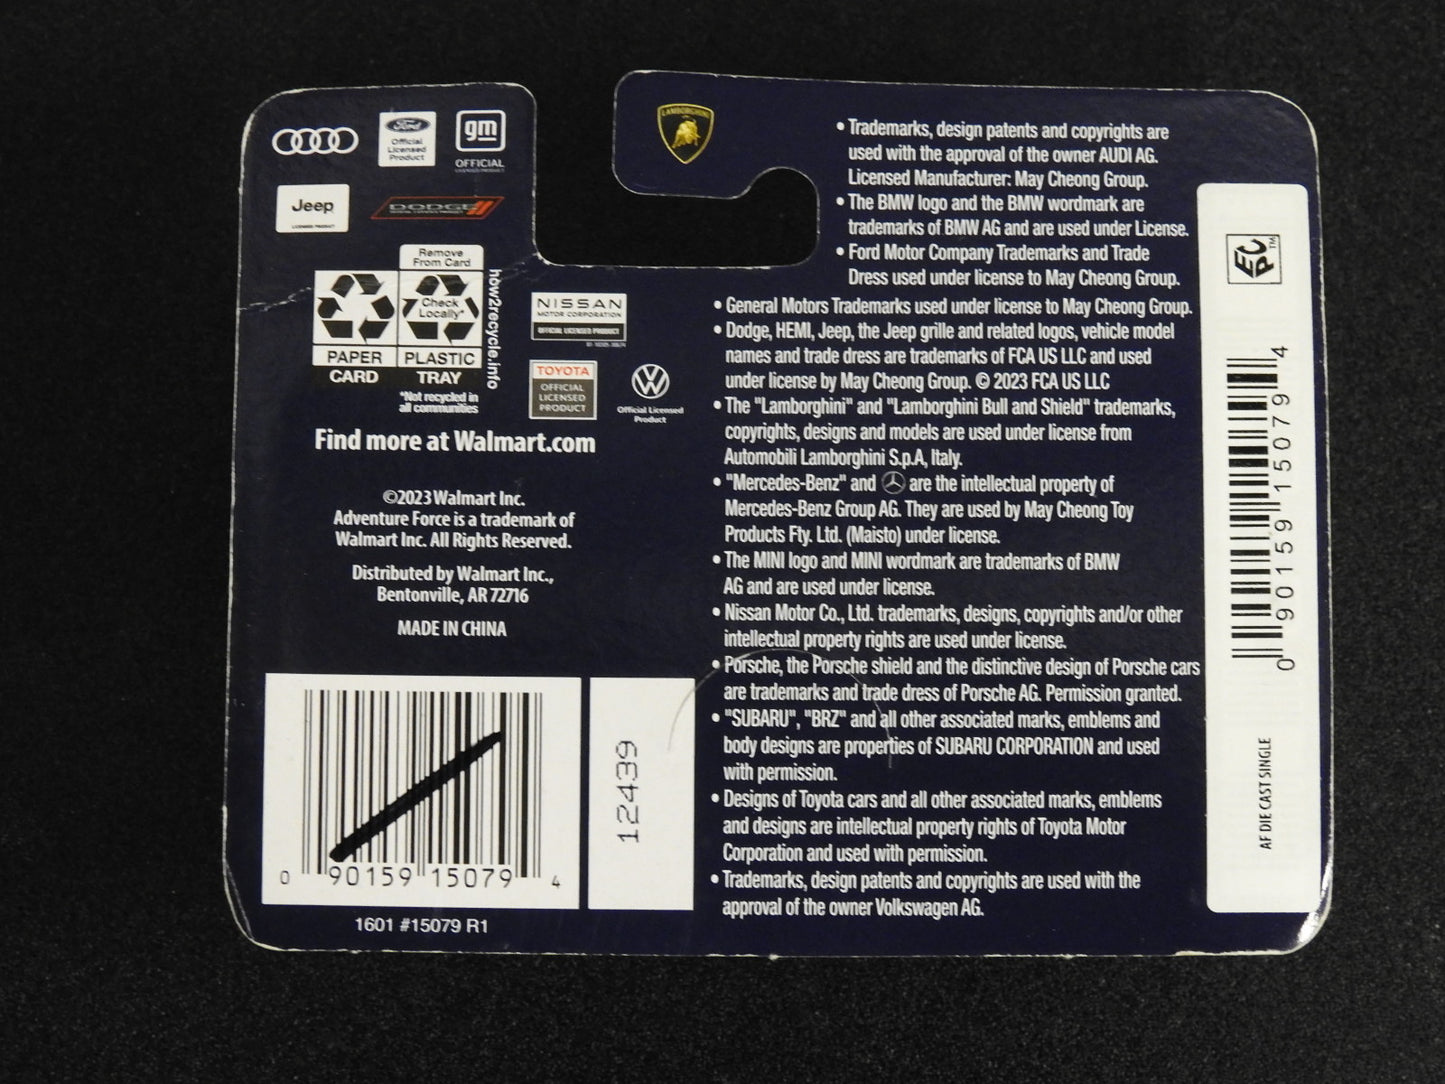 Ford
Official
Licensed
Product
gm
OFFICIAL
LICENSED PRODUCT
Jeep
LICENSED PRODUCT
DODGE
Remove
From Card
Check
Locally*
PAPER
PLASTIC
CARD
TRAY
*Not recycled in
all communities
how2recycle.info
NISSAN
MOTOR CORPORATION
OFFICIAL LICENSED PRODUCT
TOYOTA
OFFICIAL
LICENSED
PRODUCT
Official Licensed
Product
Find more at Walmart.com
©2023 Walmart Inc.
Adventure Force is a trademark of
Walmart Inc. All Rights Reserved.
Distributed by Walmart Inc.,
Bentonville, AR 72716
MADE IN CHINA
0 90159 15079 4
1601 #15079 R1
12439
LAMBORGHINI
• Trademarks, design patents and copyrights are
used with the approval of the owner AUDI AG.
Licensed Manufacturer: May Cheong Group.
• The BMW logo and the BMW wordmark are
trademarks of BMW AG and are used under License.
• Ford Motor Company Trademarks and Trade
Dress used under license to May Cheong Group.
• General Motors Trademarks used under license to May Cheong Group.
• Dodge, HEMI, Jeep, the Jeep grille and related logos, vehicle model
names and trade dress are trademarks of FCA US LLC and used
under license by May Cheong Group. © 2023 FCA US LLC
• The "Lamborghini" and "Lamborghini Bull and Shield" trademarks,
copyrights, designs and models are used under license from
Automobili Lamborghini S.p.A, Italy.
• "Mercedes-Benz" and are the intellectual property of
Mercedes-Benz Group AG. They are used by May Cheong Toy
Products Fty. Ltd. (Maisto) under license.
• The MINI logo and MINI wordmark are trademarks of BMW
AG and are used under license.
• Nissan Motor Co., Ltd. trademarks, designs, copyrights and/or other
intellectual property rights are used under license.
• Porsche, the Porsche shield and the distinctive design of Porsche cars
are trademarks and trade dress of Porsche AG. Permission granted.
• "SUBARU", "BRZ" and all other associated marks, emblems and
body designs are properties of SUBARU CORPORATION and used
with permission.
• Designs of Toyota cars and all other associated marks, emblems
and designs are intellectual property rights of Toyota Motor
Corporation and used with permission.
• Trademarks, design patents and copyrights are used with the
approval of the owner Volkswagen AG.
EPC™
0 90159 15079 4
AF DIE CAST SINGLE